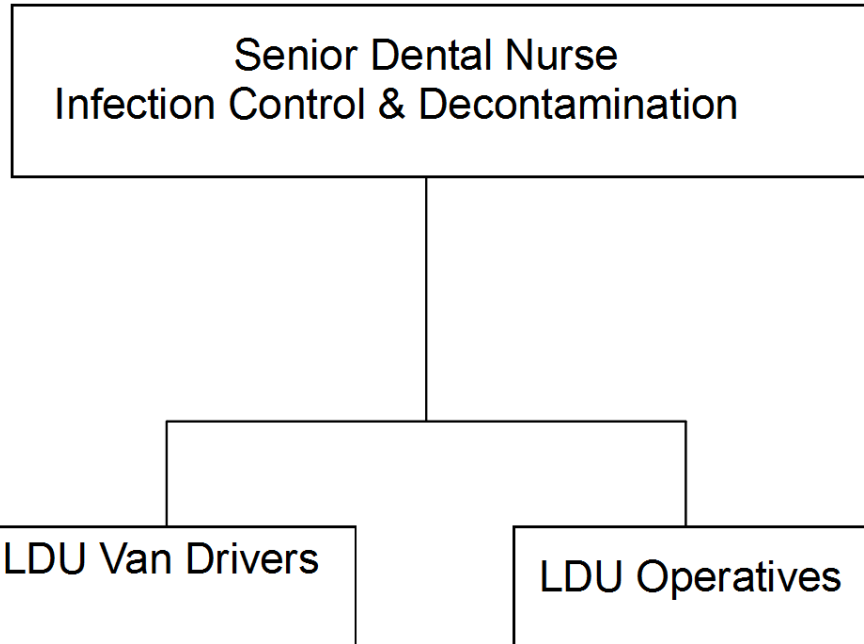 Senior Dental Nurse
Infection Control & Decontamination
LDU Van Drivers
LDU Operatives